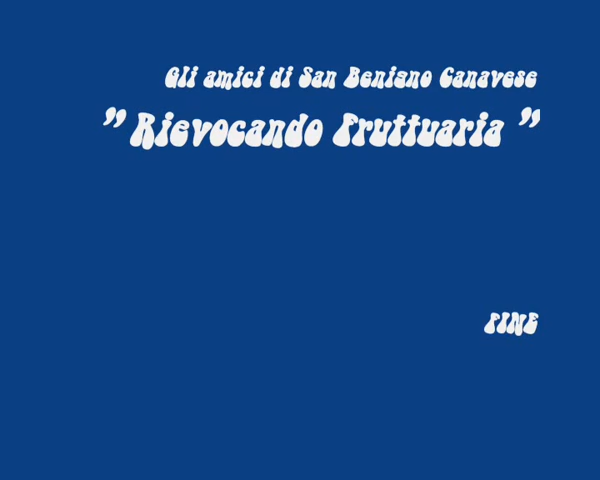 Gli amici di San Benigno Canavese
" Rievocando Fruttuaria "
FINE